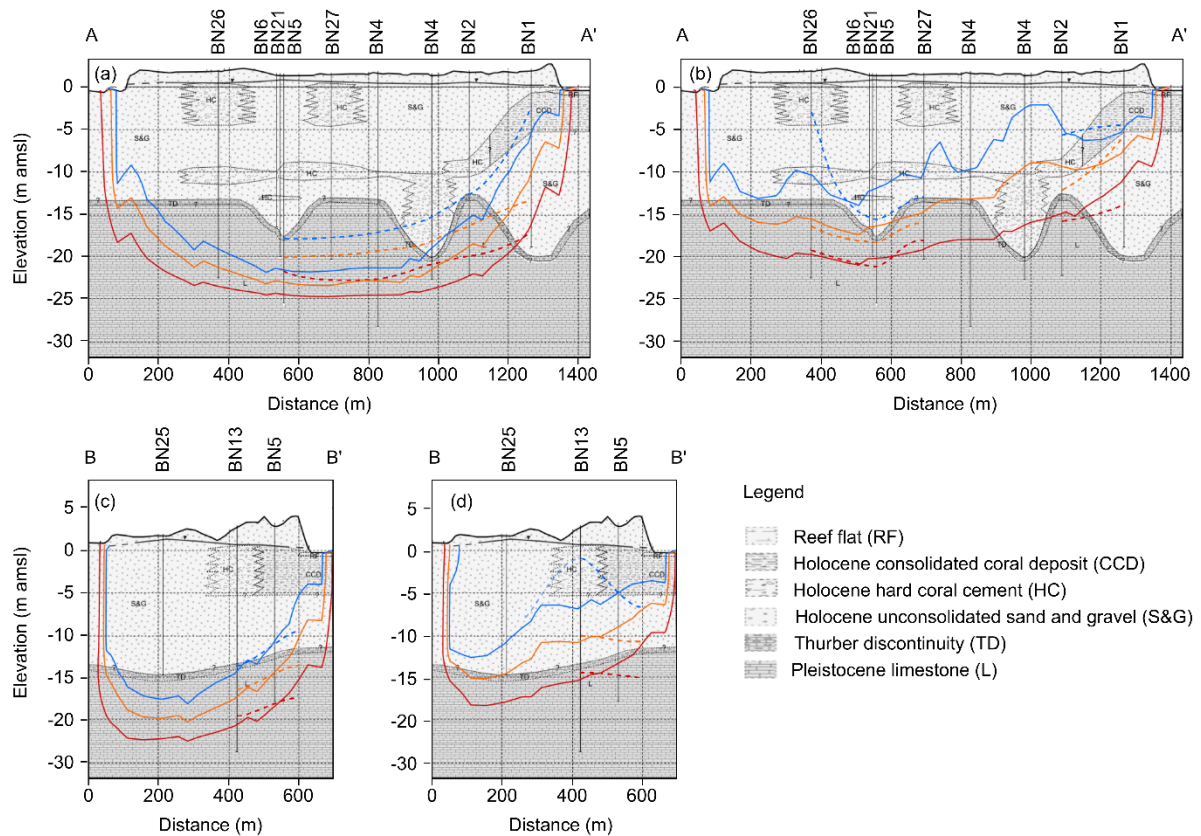 A BN26 BN6 BN21 BN5 BN27 BN4 BN4 BN2 BN1 A'
(a)
0
-5
-10
-15
-20
-25
-30
Elevation (m amsl)
HC HC S&G CCD RF
S&G
HC HC
HC
TD TD
S&G
L
0 200 400 600 800 1000 1200 1400
Distance (m)
A BN26 BN6 BN21 BN5 BN27 BN4 BN4 BN2 BN1 A'
(b)
0
-5
-10
-15
-20
-25
-30
HC HC S&G CCD RF
S&G
HC HC
HC
TD TD
S&G
L L
0 200 400 600 800 1000 1200 1400
Distance (m)
B BN25 BN13 BN5 B'
(c)
5
0
-5
-10
-15
-20
-25
-30
Elevation (m amsl)
HC CCD RF
S&G
TD
L
0 200 400 600
Distance (m)
B BN25 BN13 BN5 B'
(d)
5
0
-5
-10
-15
-20
-25
-30
HC CCD RF
S&G
TD
L
0 200 400 600
Distance (m)
Legend
Reef flat (RF)
Holocene consolidated coral deposit (CCD)
Holocene hard coral cement (HC)
Holocene unconsolidated sand and gravel (S&G)
Thurber discontinuity (TD)
Pleistocene limestone (L)